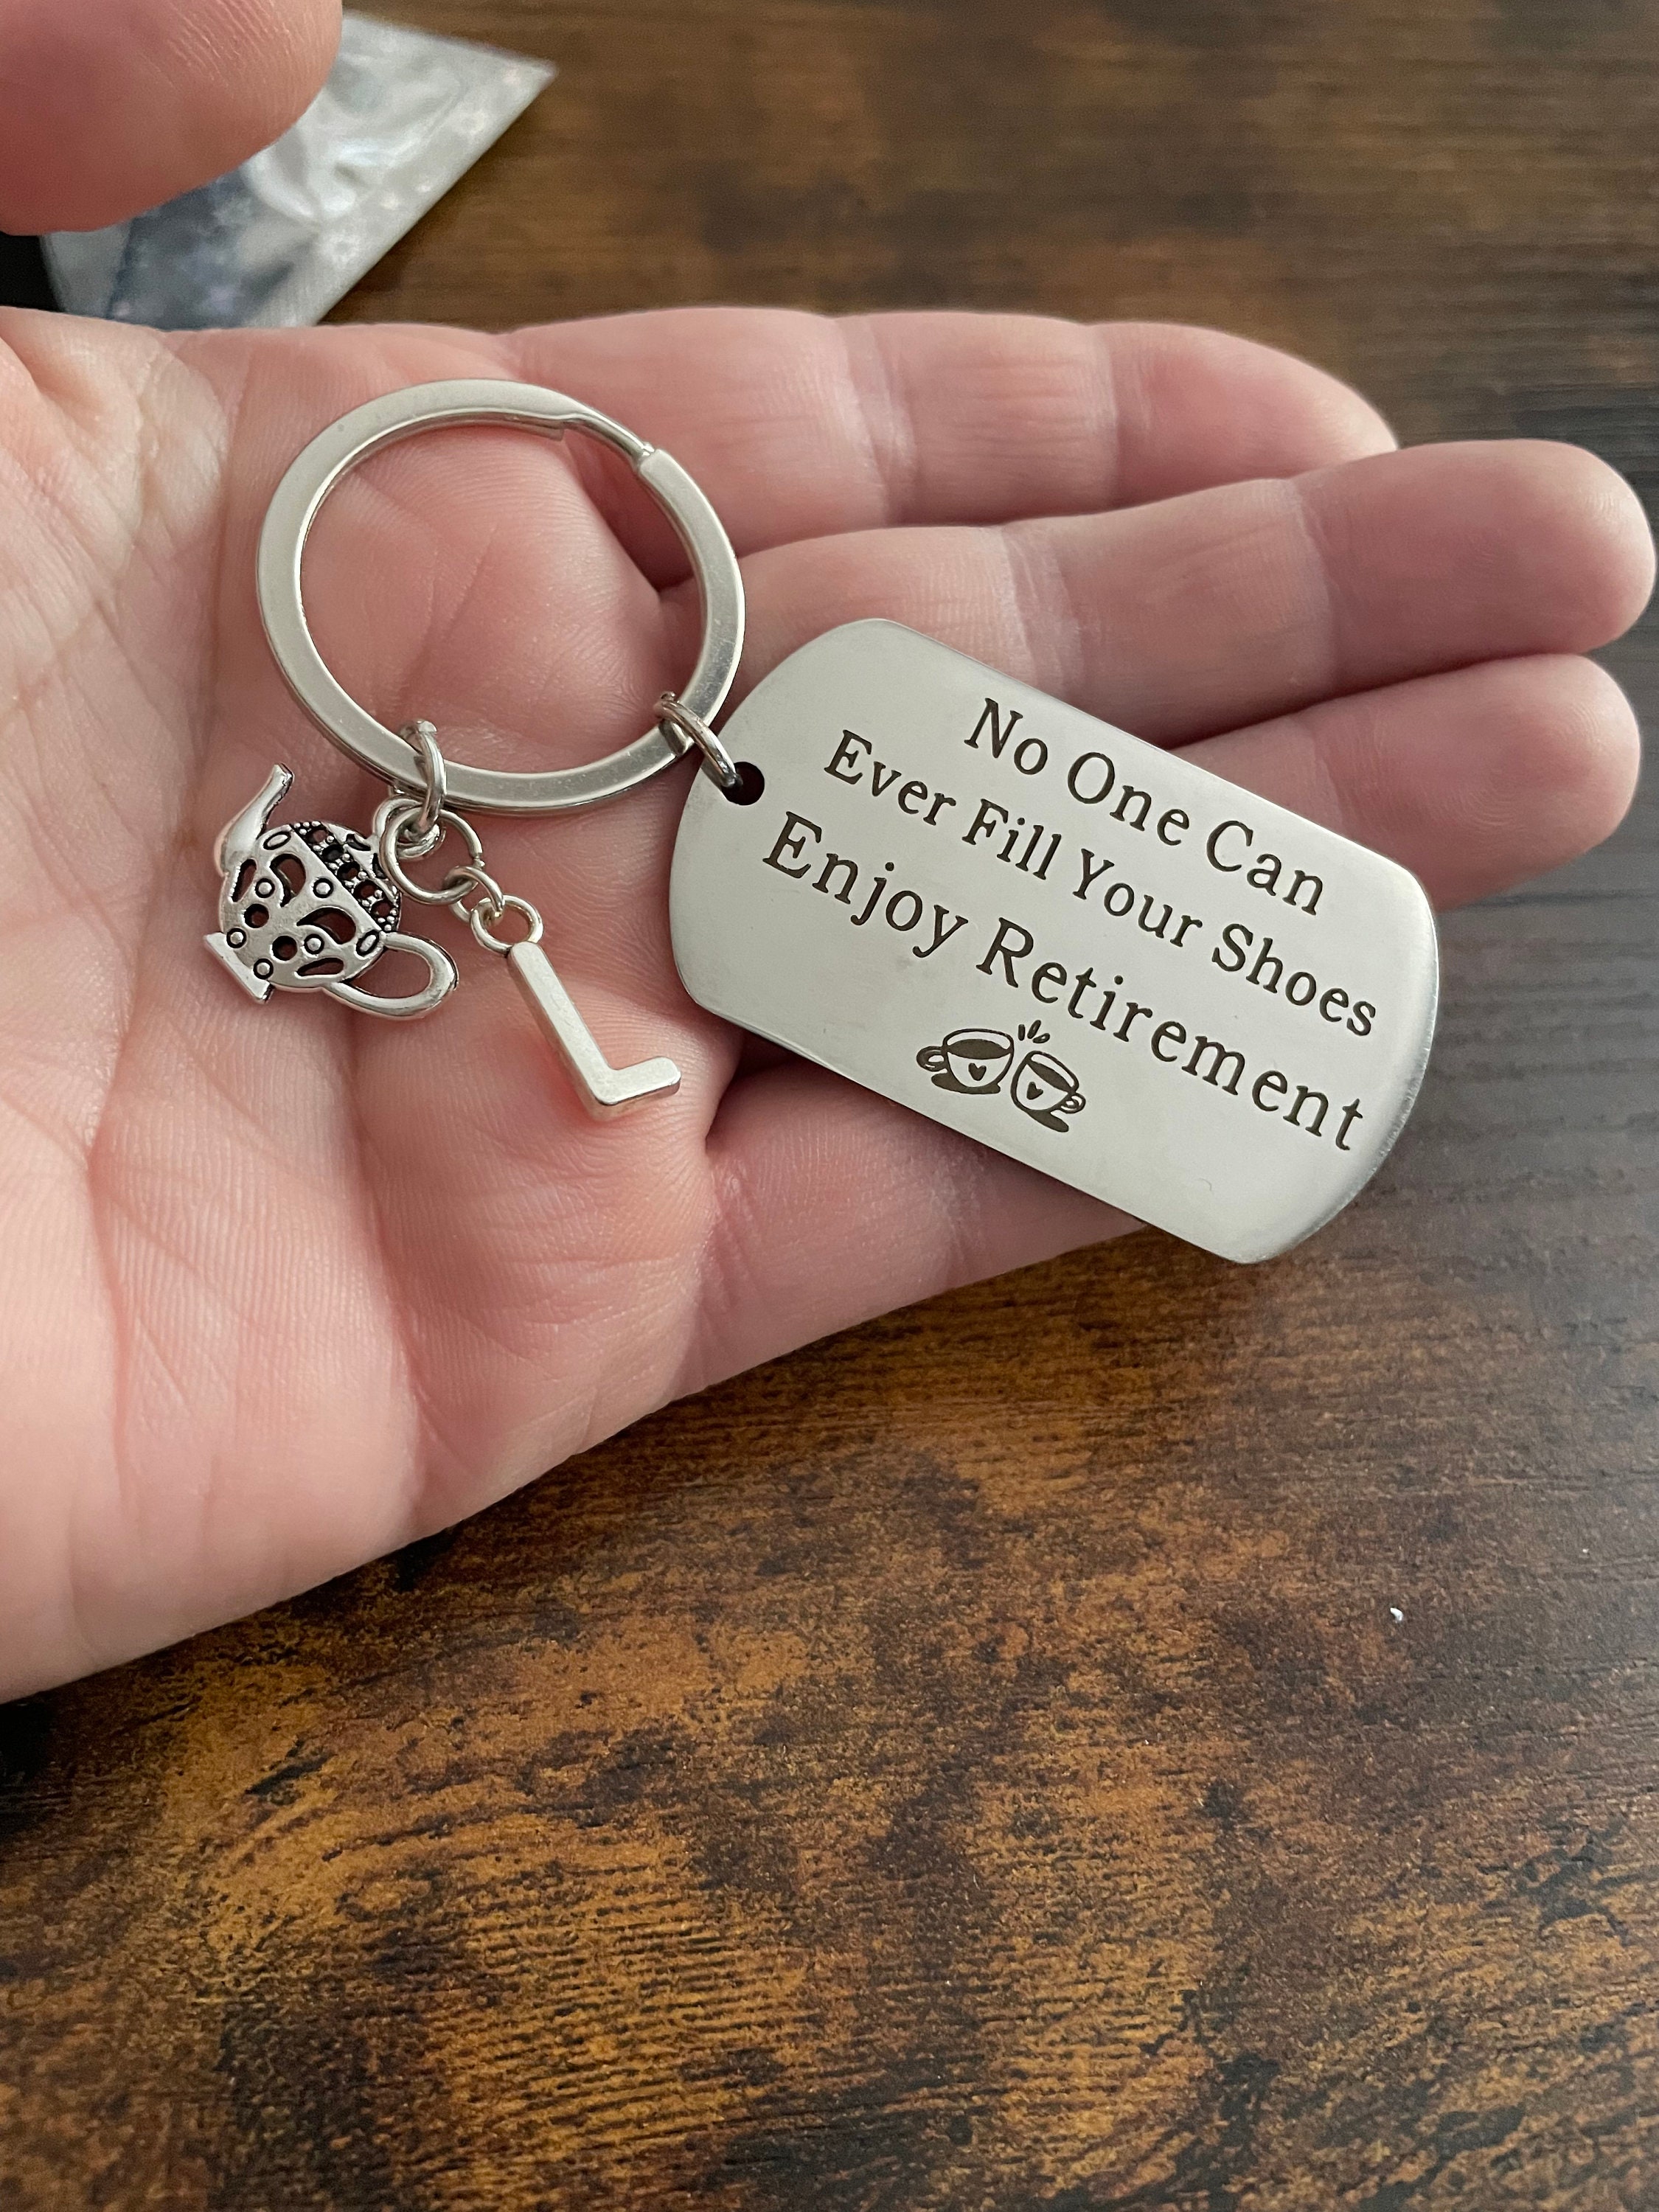 No One Can
Ever Fill Your Shoes
Enjoy Retirement
L